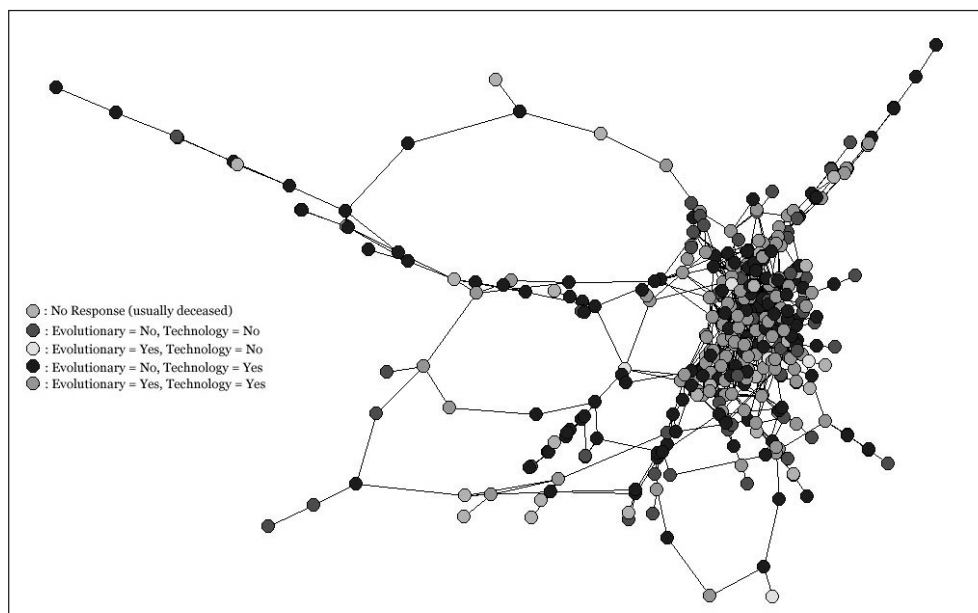 : No Response (usually deceased)
: Evolutionary = No, Technology = No
: Evolutionary = Yes, Technology = No
: Evolutionary = No, Technology = Yes
: Evolutionary = Yes, Technology = Yes